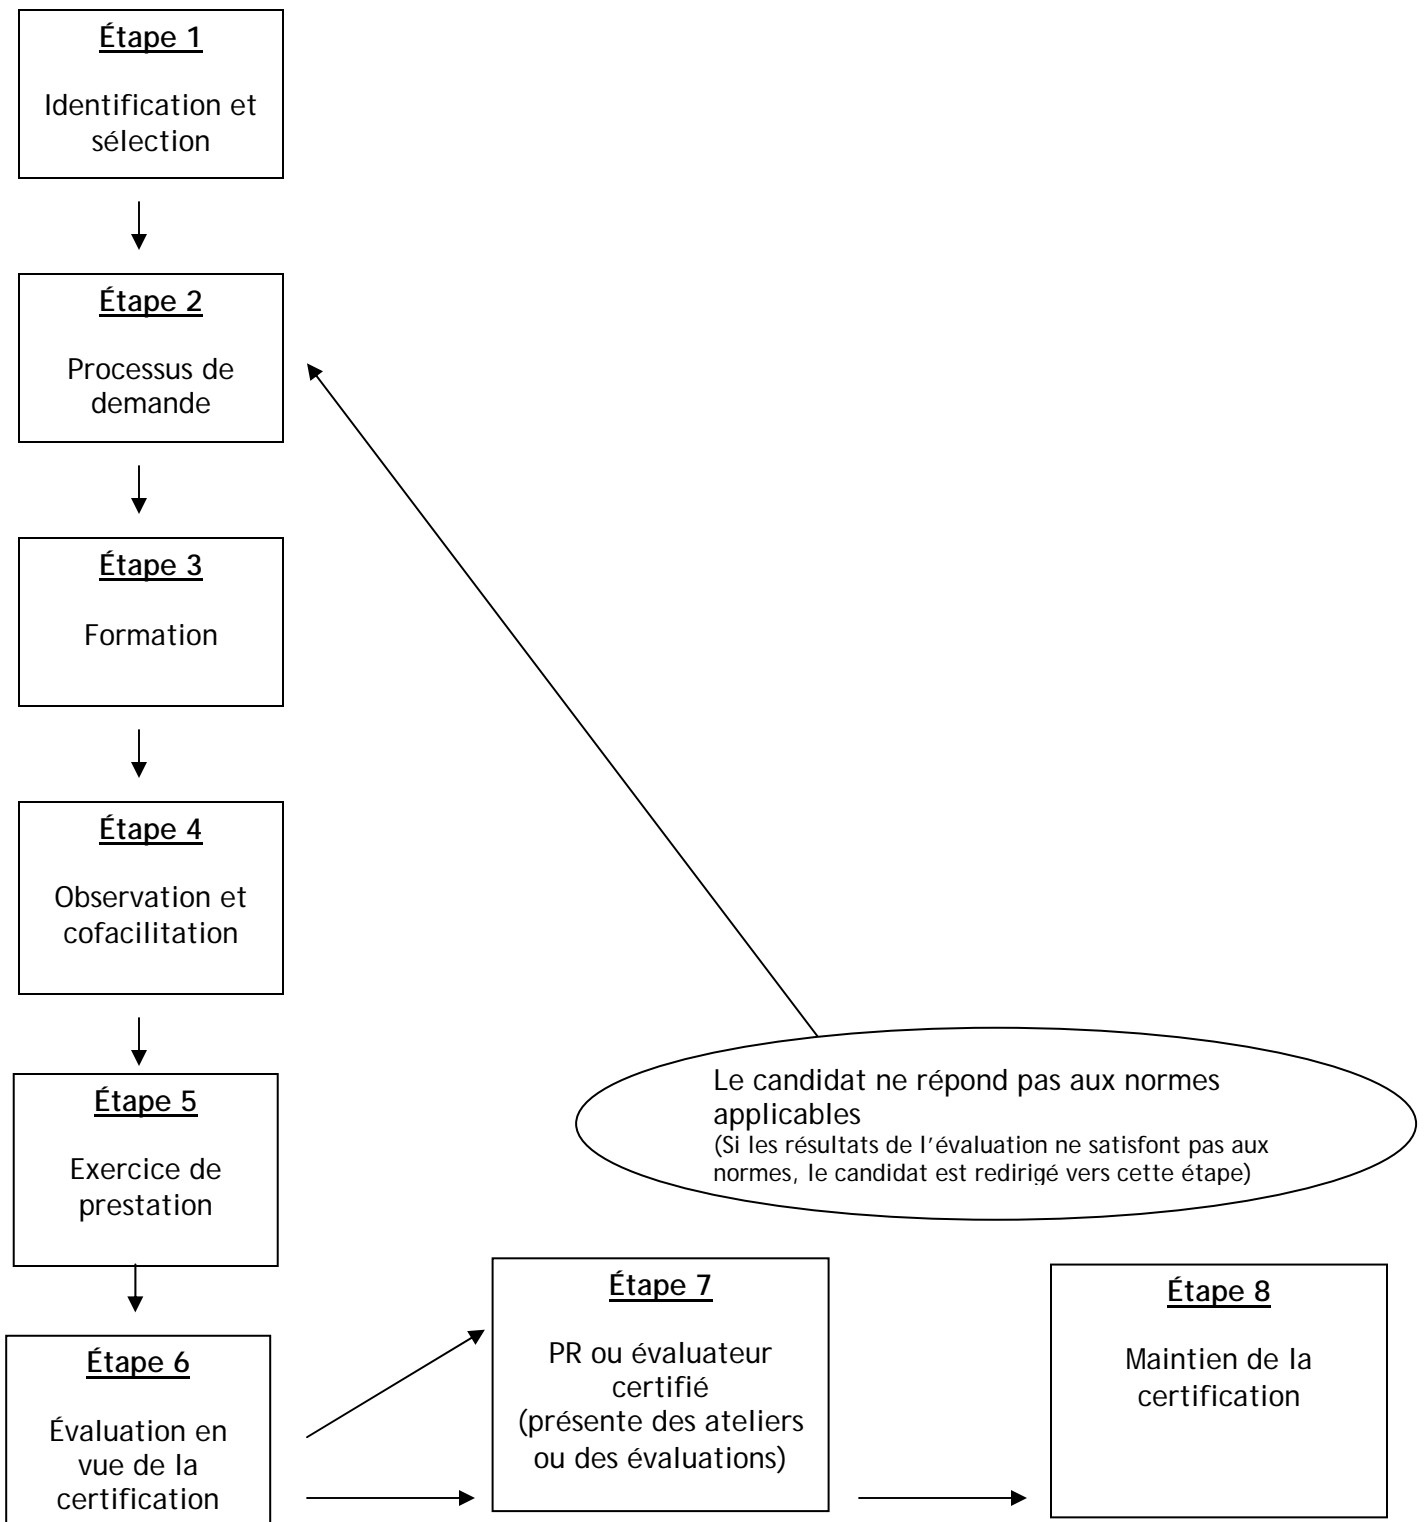 Étape 1
Identification et
sélection
Étape 2
Processus de
demande
Étape 3
Formation
Étape 4
Observation et
cofacilitation
Étape 5
Exercice de
prestation
Le candidat ne répond pas aux normes
applicables
(Si les résultats de l’évaluation ne satisfont pas aux
normes, le candidat est redirigé vers cette étape)
Étape 6
Évaluation en
vue de la
certification
Étape 7
PR ou évaluateur
certifié
(présente des ateliers
ou des évaluations)
Étape 8
Maintien de la
certification